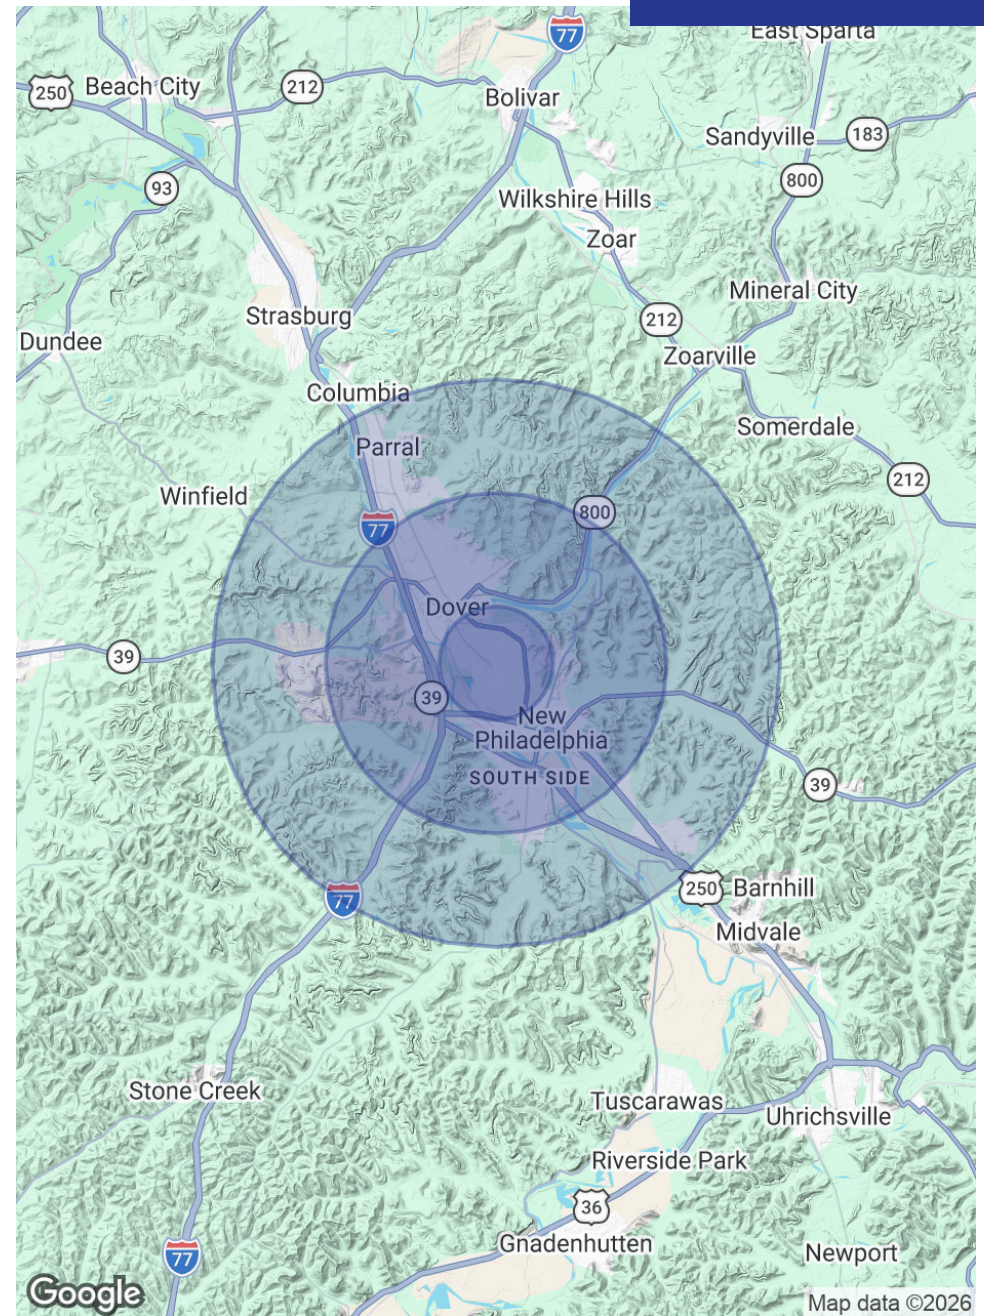 77
East Sparta
250
Beach City
212
Bolivar
Sandyville
183
800
93
Wilkshire Hills
Zoar
Mineral City
Strasburg
212
Dundee
Zoarville
Columbia
Somerdale
Parral
212
Winfield
800
77
Dover
39
39
New
Philadelphia
SOUTH SIDE
39
77
250
Barnhill
Midvale
Stone Creek
Tuscarawas
Uhrichsville
Riverside Park
36
Gnadenhutten
Newport
77
Google
Map data ©2026